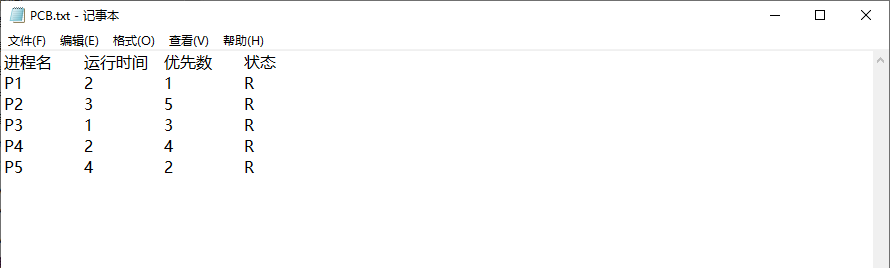 PCB.txt - 记事本
文件(F) 编辑(E) 格式(O) 查看(V) 帮助(H)
进程名 运行时间 优先数 状态
P1 2 1 R
P2 3 5 R
P3 1 3 R
P4 2 4 R
P5 4 2 R